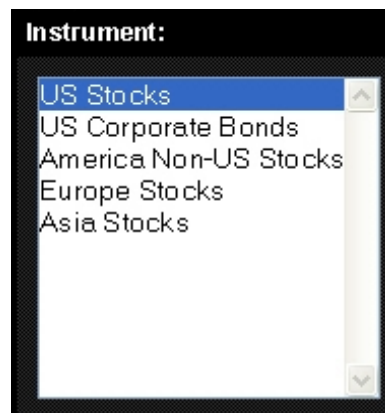 Instrument:
US Stocks
US Corporate Bonds
America Non-US Stocks
Europe Stocks
Asia Stocks